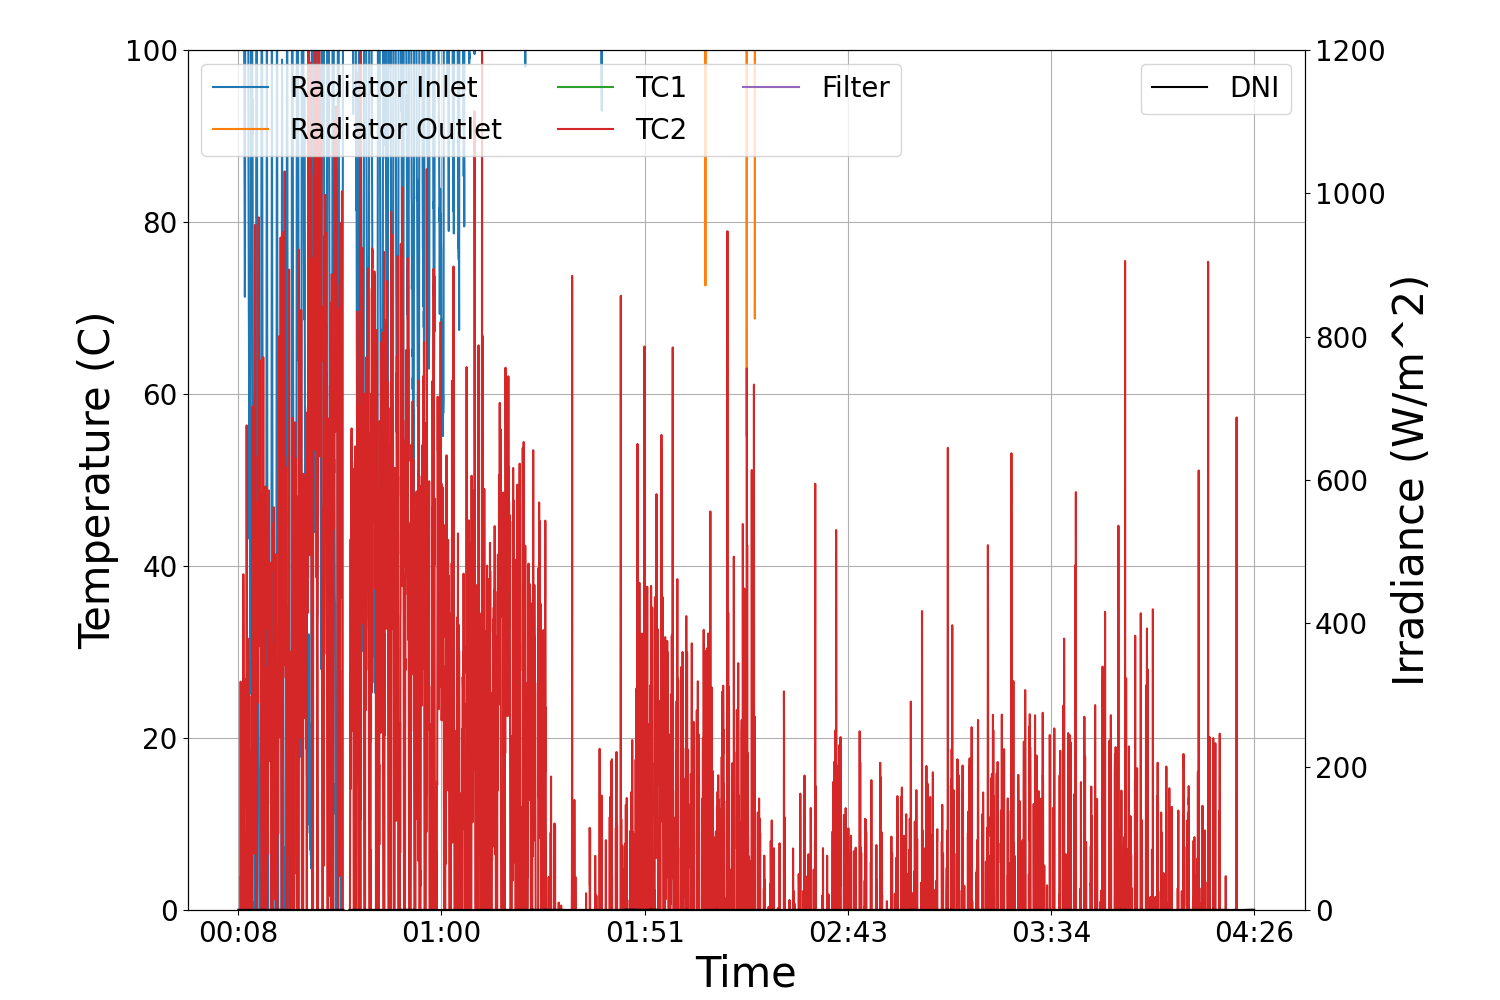 100
80
60
40
20
0
Temperature (C)
Radiator Inlet
Radiator Outlet
TC1
TC2
Filter
DNI
1200
1000
800
600
400
200
0
Irradiance (W/m^2)
00:08
01:00
01:51
02:43
03:34
04:26
Time